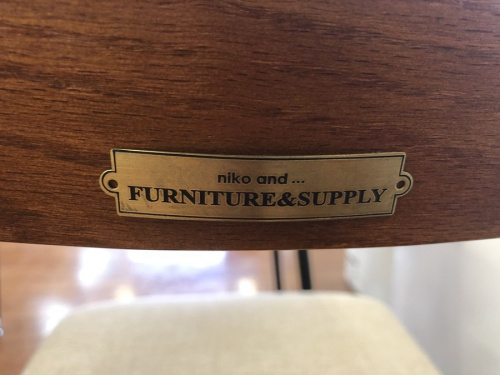 niko and ...
FURNITURE&SUPPLY